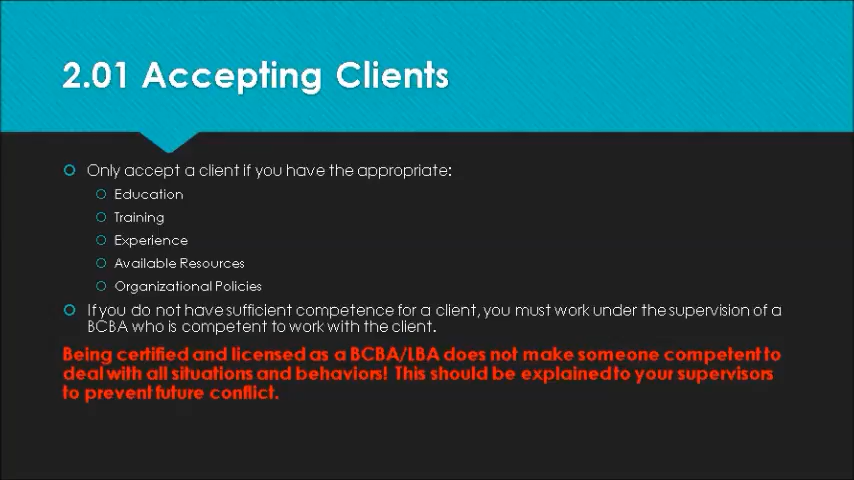 2.01 Accepting Clients
Only accept a client if you have the appropriate:
Education
Training
Experience
Available Resources
Organizational Policies
If you do not have sufficient competence for a client, you must work under the supervision of a
BCBA who is competent to work with the client.
Being certified and licensed as a BCBA/LBA does not make someone competent to
deal with all situations and behaviors! This should be explained to your supervisors
to prevent future conflict.